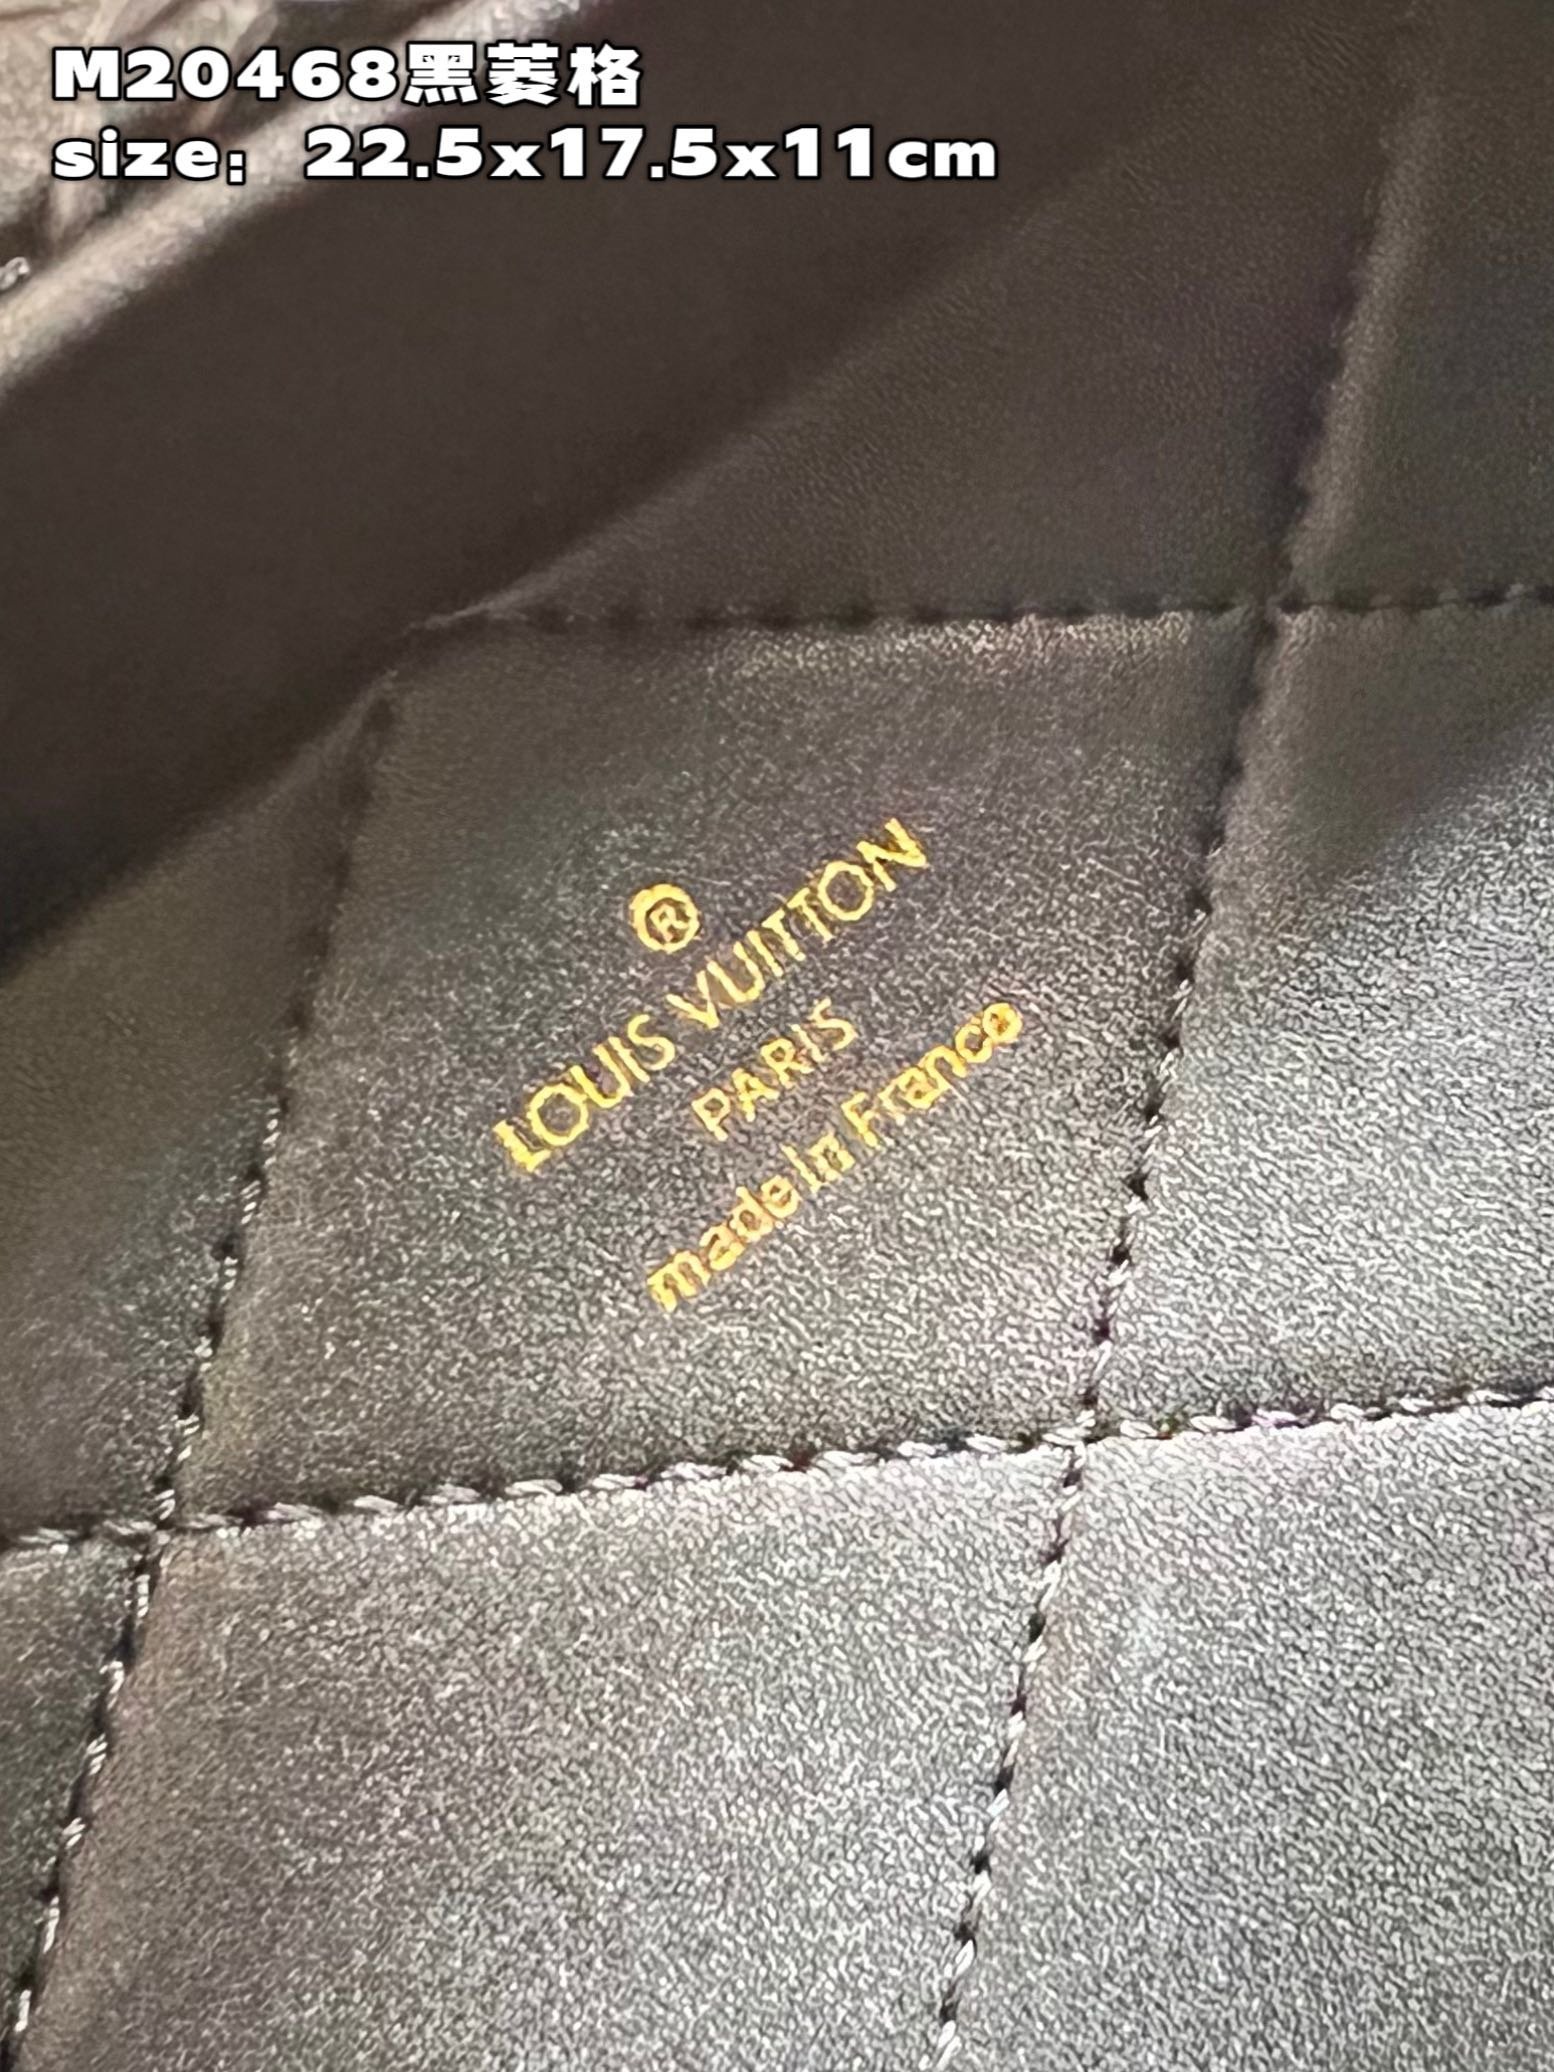 M20468黑菱格
size：22.5x17.5x11cm
®
LOUIS VUITTON
PARIS
made in France